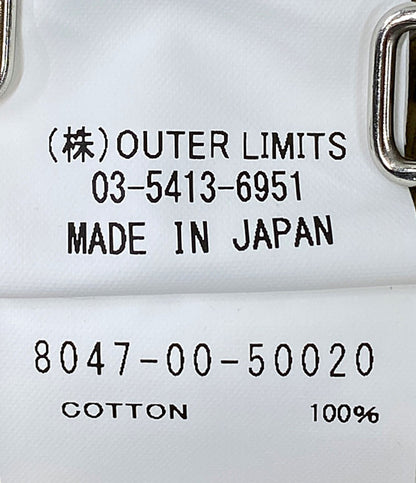 (株)OUTER LIMITS
03-5413-6951
MADE IN JAPAN
8047-00-50020
COTTON 100%